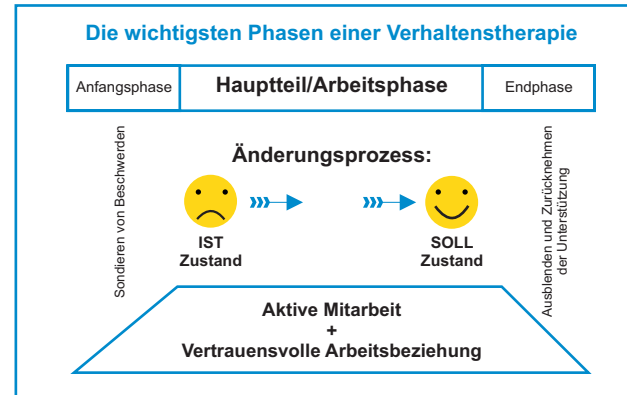 Die wichtigsten Phasen einer Verhaltenstherapie
Anfangsphase
Hauptteil/Arbeitsphase
Endphase
Sondieren von Beschwerden
Änderungsprozess:
IST
Zustand
SOLL
Zustand
Ausblenden und Zurücknehmen
der Unterstützung
Aktive Mitarbeit
+
Vertrauensvolle Arbeitsbeziehung